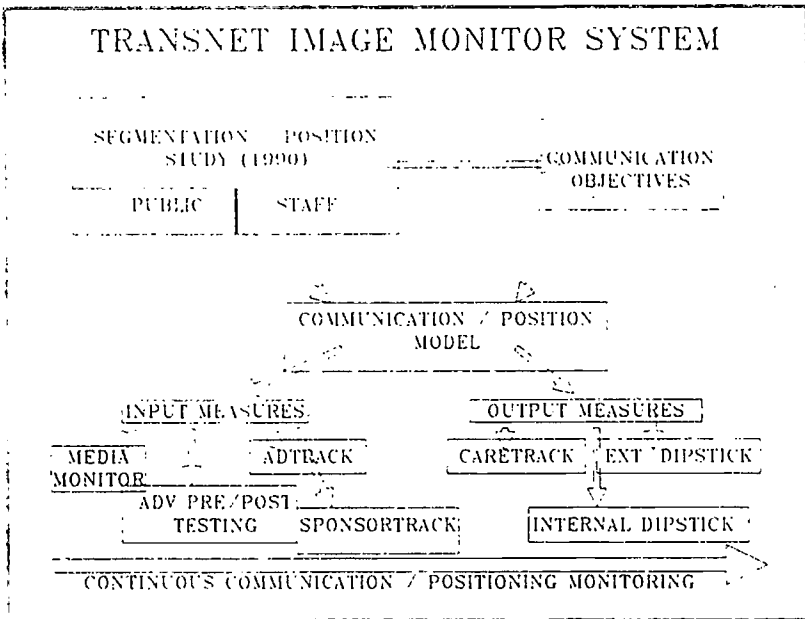 TRANSNET IMAGE MONITOR SYSTEM
SEGMENTATION POSITION
STUDY (1990)
PUBLIC STAFF
COMMUNICATION
OBJECTIVES
COMMUNICATION / POSITION
MODEL
INPUT MEASURES
OUTPUT MEASURES
MEDIA
MONITOR
ADTRACK
CARETRACK
EXT DIPSTICK
ADV PRE/POST
TESTING
SPONSORTRACK
INTERNAL DIPSTICK
CONTINUOUS COMMUNICATION / POSITIONING MONITORING